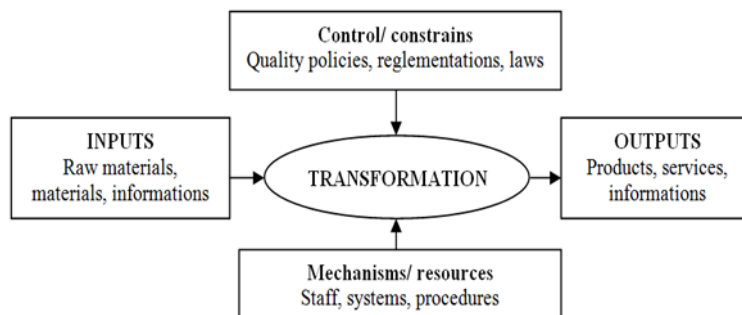 Control/ constrains
Quality policies, reglementations, laws
INPUTS
Raw materials,
materials, informations
TRANSFORMATION
OUTPUTS
Products, services,
informations
Mechanisms/ resources
Staff, systems, procedures